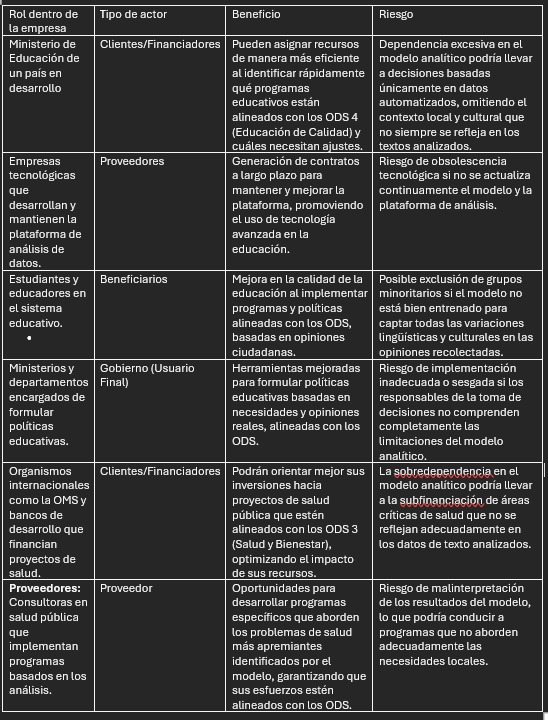 Rol dentro de
la empresa
Tipo de actor
Beneficio
Riesgo
Ministerio de
Educación de
un país en
desarrollo
Clientes/Financiadores
Pueden asignar recursos
de manera más eficiente
al identificar rápidamente
qué programas
educativos están
alineados con los ODS 4
(Educación de Calidad) y
cuáles necesitan ajustes.
Dependencia excesiva en el
modelo analítico podría llevar
a decisiones basadas
únicamente en datos
automatizados, omitiendo el
contexto local y cultural que
no siempre se refleja en los
textos analizados.
Empresas
tecnológicas
que
desarrollan y
mantienen la
plataforma de
análisis de
datos.
Proveedores
Generación de contratos
a largo plazo para
mantener y mejorar la
plataforma, promoviendo
el uso de tecnología
avanzada en la
educación.
Riesgo de obsolescencia
tecnológica si no se actualiza
continuamente el modelo y la
plataforma de análisis.
Estudiantes y
educadores en
el sistema
educativo.
•
Beneficiarios
Mejora en la calidad de la
educación al implementar
programas y políticas
alineadas con los ODS,
basadas en opiniones
ciudadanas.
Posible exclusión de grupos
minoritarios si el modelo no
está bien entrenado para
captar todas las variaciones
lingüísticas y culturales en las
opiniones recolectadas.
Ministerios y
departamentos
encargados de
formular
políticas
educativas.
Gobierno (Usuario
Final)
Herramientas mejoradas
para formular políticas
educativas basadas en
necesidades y opiniones
reales, alineadas con los
ODS.
Riesgo de implementación
inadecuada o sesgada si los
responsables de la toma de
decisiones no comprenden
completamente las
limitaciones del modelo
analítico.
Organismos
internacionales
como la OMS y
bancos de
desarrollo que
financian
proyectos de
salud.
Clientes/Financiadores
Podrán orientar mejor sus
inversiones hacia
proyectos de salud
pública que estén
alineados con los ODS 3
(Salud y Bienestar),
optimizando el impacto
de sus recursos.
La sobredependencia en el
modelo analítico podría llevar
a la subfinanciación de áreas
críticas de salud que no se
reflejan adecuadamente en
los datos de texto analizados.
Proveedores:
Consultoras en
salud pública
que
implementan
programas
basados en los
análisis.
Proveedor
Oportunidades para
desarrollar programas
específicos que aborden
los problemas de salud
más apremiantes
identificados por el
modelo, garantizando que
sus esfuerzos estén
alineados con los ODS.
Riesgo de malinterpretación
de los resultados del modelo,
lo que podría conducir a
programas que no aborden
adecuadamente las
necesidades locales.